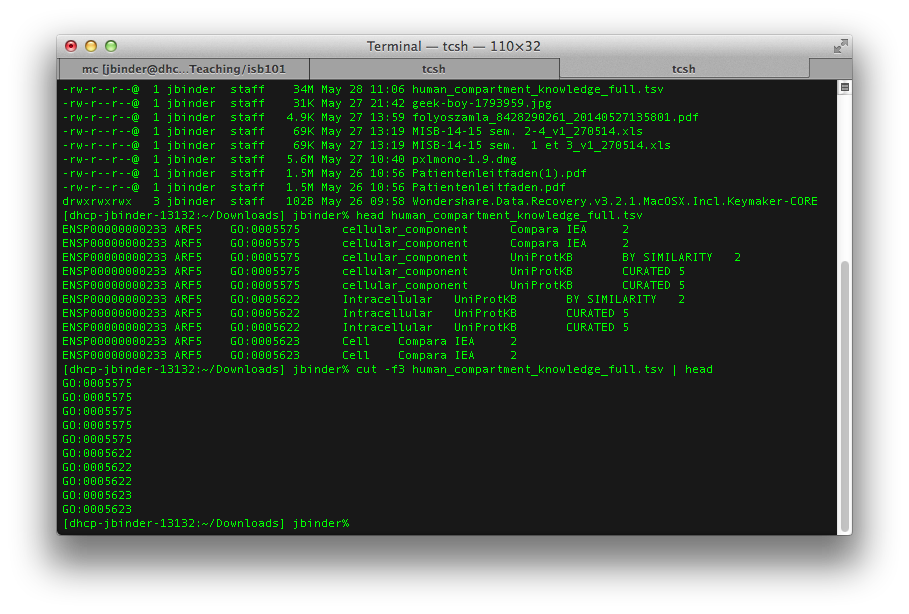 Terminal — tcsh — 110×32
mc [jbinder@dhc...Teaching/isb101 tcsh tcsh
-rw-r--r--@ 1 jbinder staff 34M May 28 11:06 human_compartment_knowledge_full.tsv
-rw-r--r--@ 1 jbinder staff 31K May 27 21:42 geek-boy-1793959.jpg
-rw-r--r--@ 1 jbinder staff 4.9K May 27 13:59 folyoszamla_8428290261_20140527135801.pdf
-rw-r--r--@ 1 jbinder staff 69K May 27 13:19 MISB-14-15 sem. 2-4_v1_270514.xls
-rw-r--r--@ 1 jbinder staff 69K May 27 13:19 MISB-14-15 sem.  1 et 3_v1_270514.xls
-rw-r--r--@ 1 jbinder staff 5.6M May 27 10:40 pxlmono-1.9.dmg
-rw-r--r--@ 1 jbinder staff 1.5M May 26 10:56 Patientenleitfaden(1).pdf
-rw-r--r--@ 1 jbinder staff 1.5M May 26 10:56 Patientenleitfaden.pdf
drwxrwxrwx 3 jbinder staff 102B May 26 09:58 Wondershare.Data.Recovery.v3.2.1.MacOSX.Incl.Keymaker-CORE
[dhcp-jbinder-13132:~/Downloads] jbinder% head human_compartment_knowledge_full.tsv
ENSP00000000233 ARF5 GO:0005575 cellular_component Compara IEA 2
ENSP00000000233 ARF5 GO:0005575 cellular_component Compara IEA 2
ENSP00000000233 ARF5 GO:0005575 cellular_component UniProtKB BY SIMILARITY 2
ENSP00000000233 ARF5 GO:0005575 cellular_component UniProtKB CURATED 5
ENSP00000000233 ARF5 GO:0005575 cellular_component UniProtKB CURATED 5
ENSP00000000233 ARF5 GO:0005622 Intracellular UniProtKB BY SIMILARITY 2
ENSP00000000233 ARF5 GO:0005622 Intracellular UniProtKB CURATED 5
ENSP00000000233 ARF5 GO:0005622 Intracellular UniProtKB CURATED 5
ENSP00000000233 ARF5 GO:0005623 Cell Compara IEA 2
ENSP00000000233 ARF5 GO:0005623 Cell Compara IEA 2
[dhcp-jbinder-13132:~/Downloads] jbinder% cut -f3 human_compartment_knowledge_full.tsv | head
GO:0005575
GO:0005575
GO:0005575
GO:0005575
GO:0005575
GO:0005622
GO:0005622
GO:0005622
GO:0005623
GO:0005623
[dhcp-jbinder-13132:~/Downloads] jbinder%